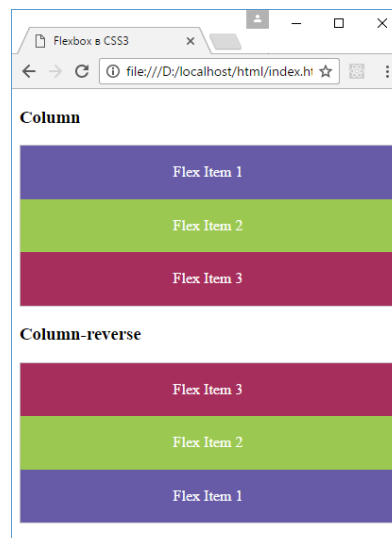 Flexbox в CSS3
file:///D:/localhost/html/index.ht
Column
Flex Item 1
Flex Item 2
Flex Item 3
Column-reverse
Flex Item 3
Flex Item 2
Flex Item 1